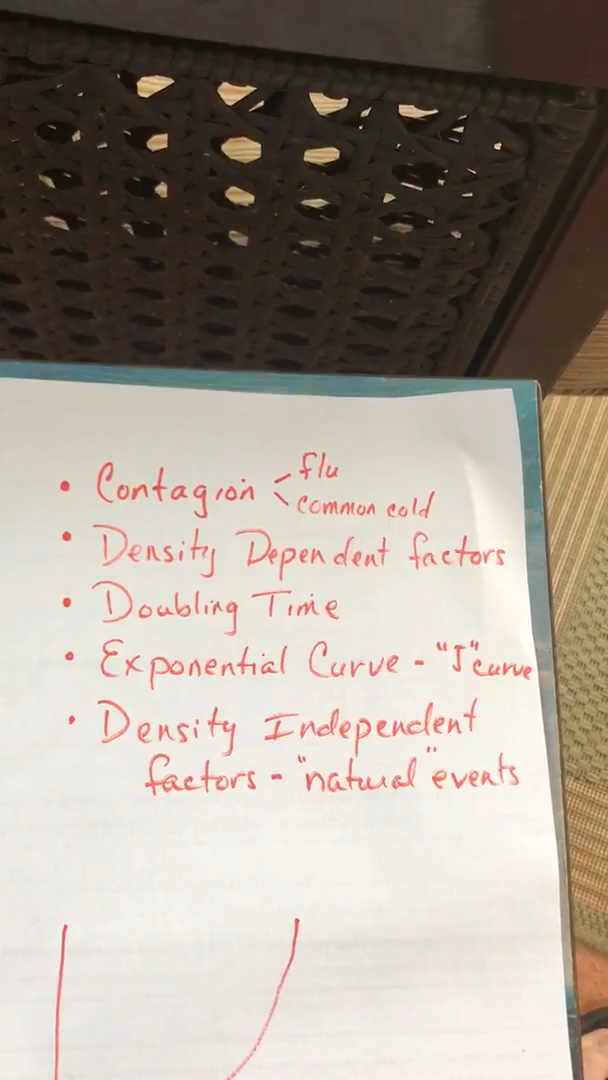 • Contagion < flu
common cold
• Density Dependent factors
• Doubling Time
• Exponential Curve - "J" curve
• Density Independent
factors - "natural" events